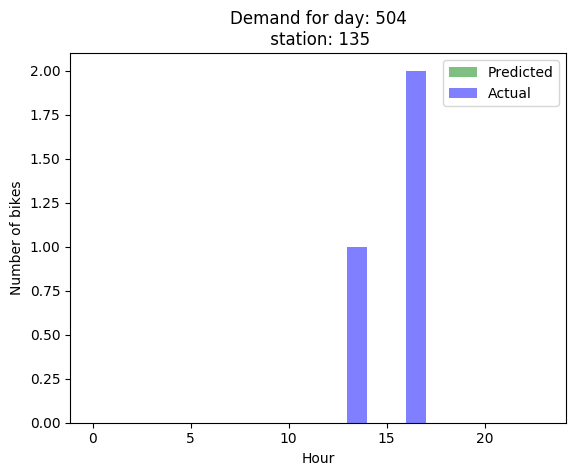 Demand for day: 504
station: 135
Predicted
Actual
Number of bikes
2.00
1.75
1.50
1.25
1.00
0.75
0.50
0.25
0.00
0 5 10 15 20
Hour